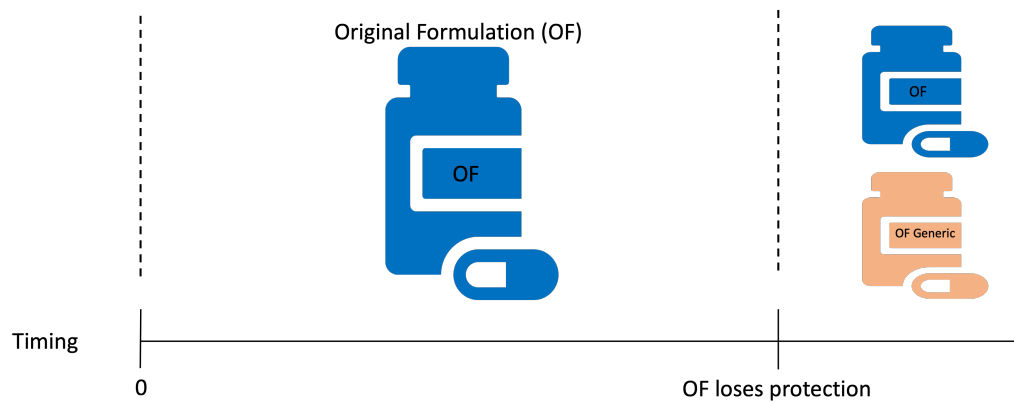 Original Formulation (OF)
OF
OF
OF Generic
Timing
0
OF loses protection